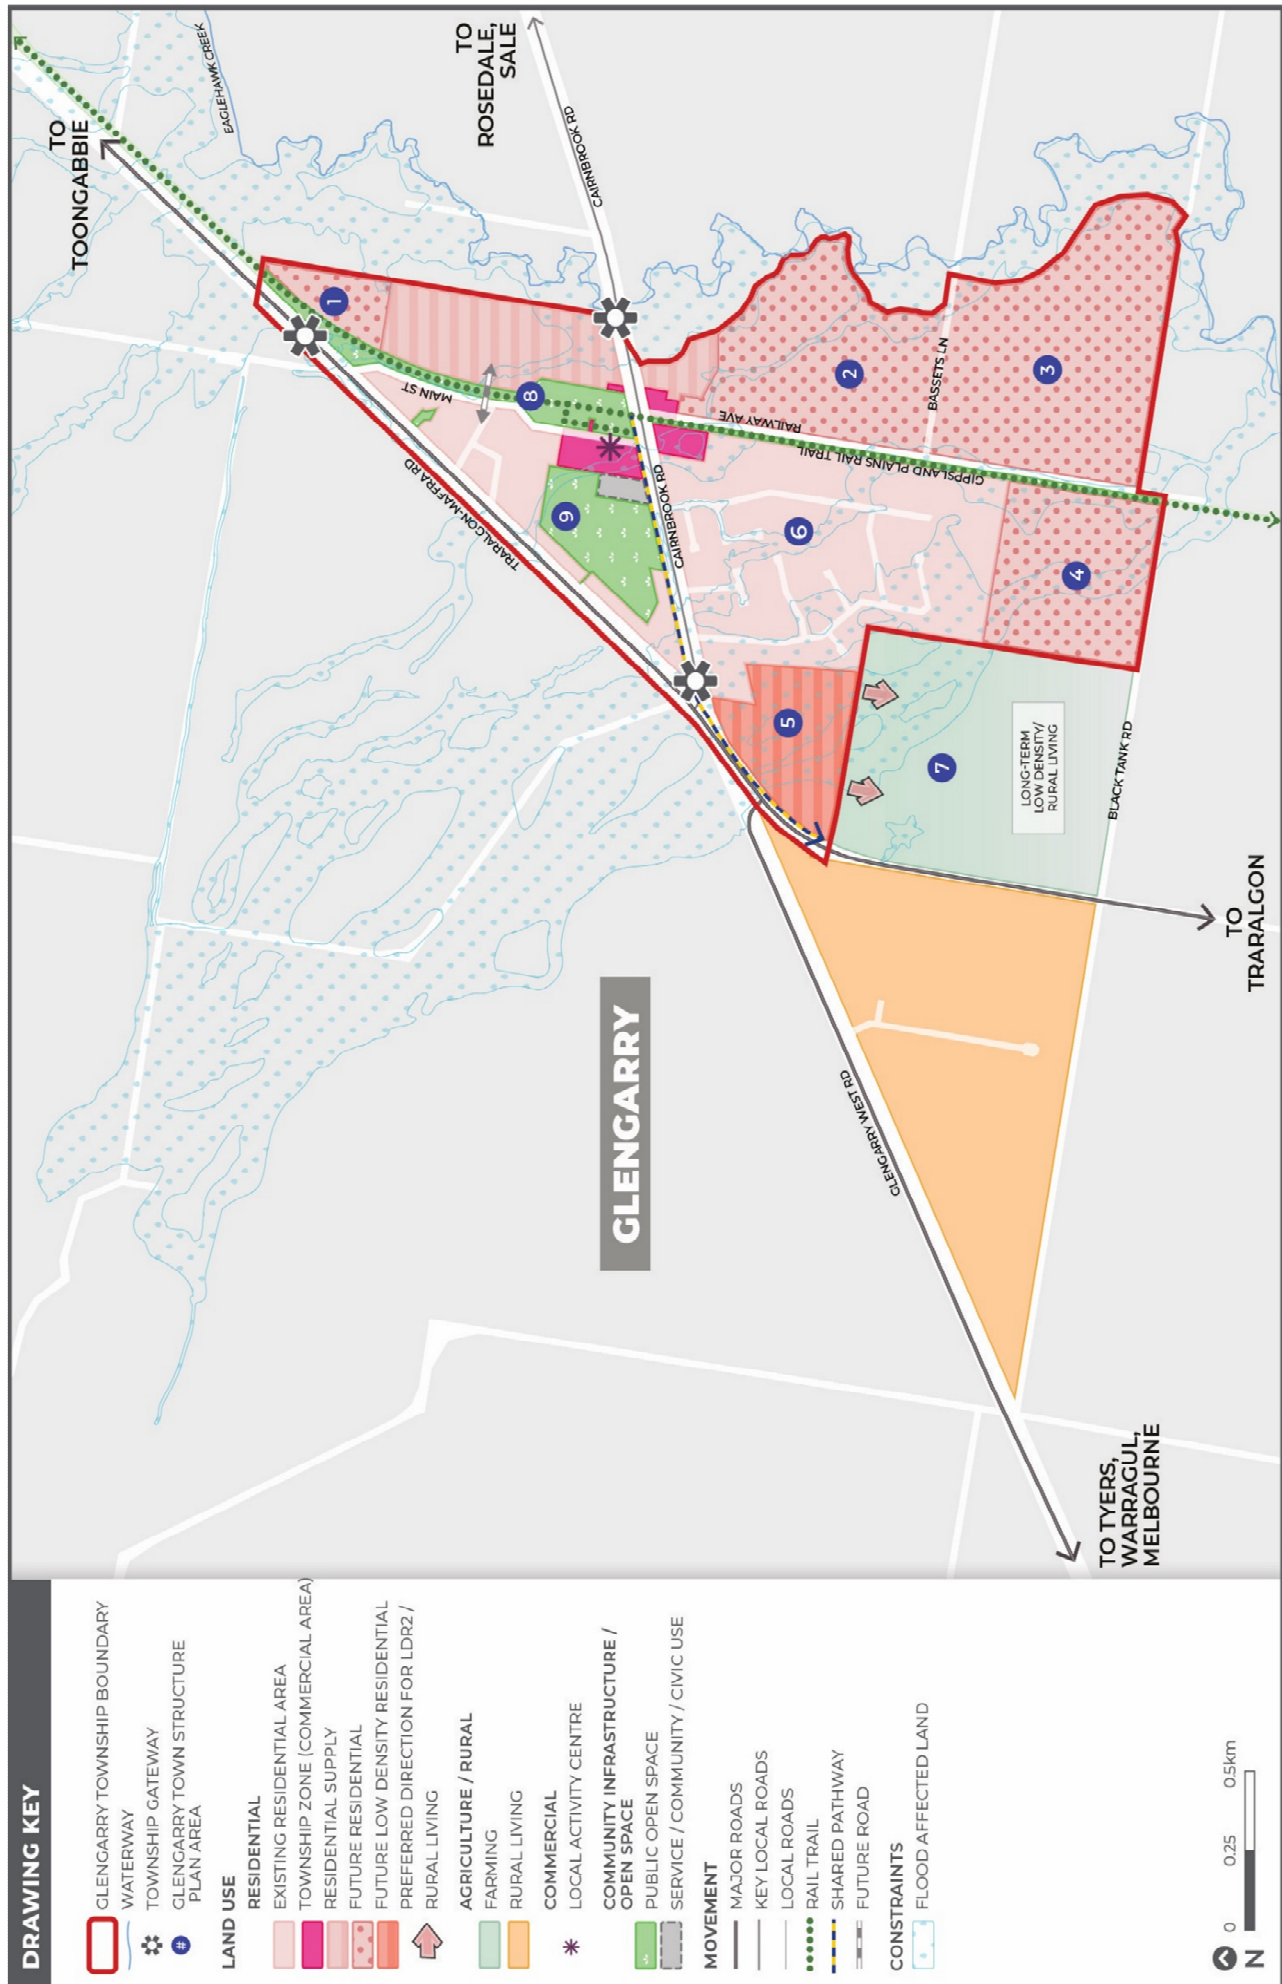 DRAWING KEY
GLENGARRY TOWNSHIP BOUNDARY
WATERWAY
TOWNSHIP GATEWAY
#
GLENGARRY TOWN STRUCTURE
PLAN AREA
LAND USE
RESIDENTIAL
EXISTING RESIDENTIAL AREA
TOWNSHIP ZONE (COMMERCIAL AREA)
RESIDENTIAL SUPPLY
FUTURE RESIDENTIAL
FUTURE LOW DENSITY RESIDENTIAL
PREFERRED DIRECTION FOR LDR2 /
RURAL LIVING
AGRICULTURE / RURAL
FARMING
RURAL LIVING
COMMERCIAL
LOCAL ACTIVITY CENTRE
COMMUNITY INFRASTRUCTURE /
OPEN SPACE
PUBLIC OPEN SPACE
SERVICE / COMMUNITY / CIVIC USE
MOVEMENT
MAJOR ROADS
KEY LOCAL ROADS
LOCAL ROADS
RAIL TRAIL
SHARED PATHWAY
FUTURE ROAD
CONSTRAINTS
FLOOD AFFECTED LAND
N
0
0.25
0.5km
TO
TOONGABBIE
EAGLEHAWK CREEK
TO
ROSEDALE,
SALE
CAIRNBROOK RD
1
MAIN ST
8
TRARALGON-MAFFRA RD
9
CAIRNBROOK RD
RAILWAY AVE
GIPPSLAND PLAINS RAIL TRAIL
2
BASSETS LN
3
6
4
5
7
LONG-TERM
LOW DENSITY/
RURAL LIVING
BLACK TANK RD
GLENGARRY
GLENGARRY WEST RD
TO
TRARALGON
TO TYERS,
WARRAGUL,
MELBOURNE